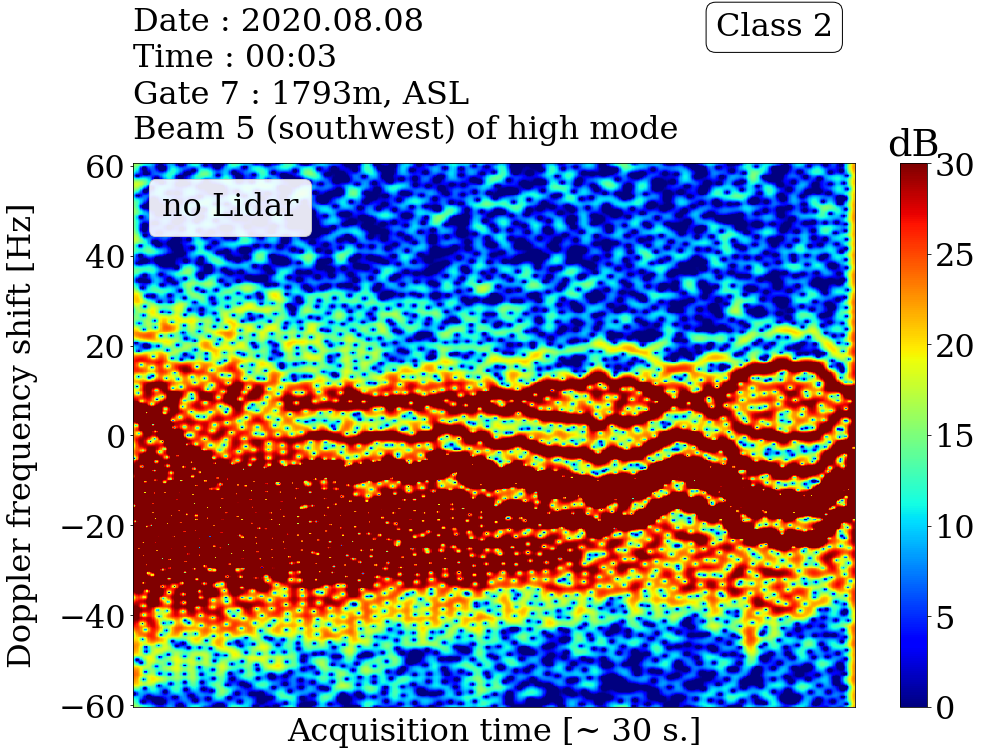 Date : 2020.08.08
Time : 00:03
Gate 7 : 1793m, ASL
Beam 5 (southwest) of high mode
Class 2
dB
no Lidar
Doppler frequency shift [Hz]
60
40
20
0
−20
−40
−60
Acquisition time [~ 30 s.]
30
25
20
15
10
5
0